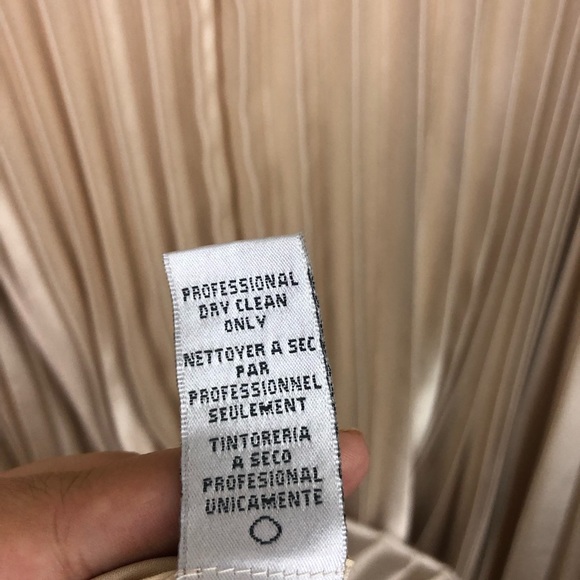 PROFESSIONAL
DRY CLEAN
ONLY
NETTOYER A SEC
PAR
PROFESSIONNEL
SEULEMENT
TINTORERIA
A SECO
PROFESIONAL
UNICAMENTE